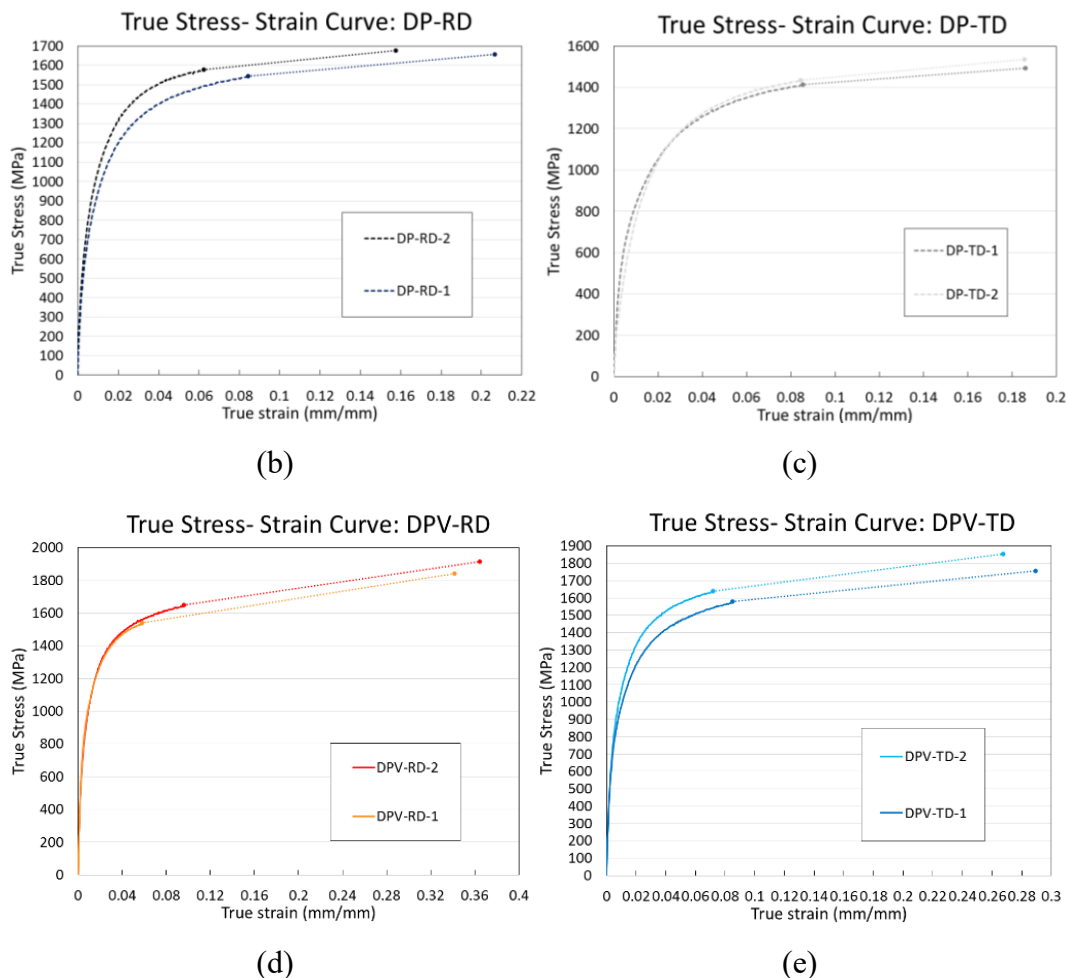 True Stress- Strain Curve: DP-RD
1700
1600
1500
1400
1300
1200
1100
1000
900
800
700
600
500
400
300
200
100
0
True Stress (MPa)
DP-RD-2
DP-RD-1
0 0.02 0.04 0.06 0.08 0.1 0.12 0.14 0.16 0.18 0.2 0.22
True strain (mm/mm)
(b)
True Stress- Strain Curve: DP-TD
1600
1400
1200
1000
800
600
400
200
0
True Stress (MPa)
DP-TD-1
DP-TD-2
0 0.02 0.04 0.06 0.08 0.1 0.12 0.14 0.16 0.18 0.2
True strain (mm/mm)
(c)
True Stress- Strain Curve: DPV-RD
2000
1800
1600
1400
1200
1000
800
600
400
200
0
True Stress (MPa)
DPV-RD-2
DPV-RD-1
0 0.04 0.08 0.12 0.16 0.2 0.24 0.28 0.32 0.36 0.4
True strain (mm/mm)
(d)
True Stress- Strain Curve: DPV-TD
1900
1800
1700
1600
1500
1400
1300
1200
1100
1000
900
800
700
600
500
400
300
200
100
0
True Stress (MPa)
DPV-TD-2
DPV-TD-1
0 0.02 0.04 0.06 0.08 0.1 0.12 0.14 0.16 0.18 0.2 0.22 0.24 0.26 0.28 0.3
True strain (mm/mm)
(e)